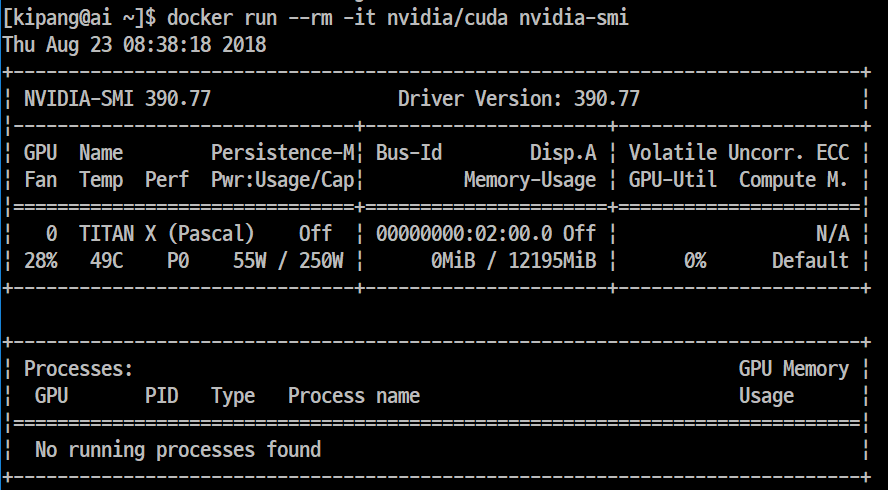 [kipang@ai ~]$ docker run --rm -it nvidia/cuda nvidia-smi
Thu Aug 23 08:38:18 2018
+-----------------------------------------------------------------------------+
¦ NVIDIA-SMI 390.77                 Driver Version: 390.77                    ¦
¦-------------------------------+----------------------+----------------------+
¦ GPU  Name        Persistence-M¦ Bus-Id        Disp.A ¦ Volatile Uncorr. ECC ¦
¦ Fan  Temp  Perf  Pwr:Usage/Cap¦         Memory-Usage ¦ GPU-Util  Compute M. ¦
¦===============================+======================+======================¦
¦   0  TITAN X (Pascal)    Off  ¦ 00000000:02:00.0 Off ¦                  N/A ¦
¦ 28%   49C    P0    55W / 250W ¦      0MiB / 12195MiB ¦      0%      Default ¦
+-------------------------------+----------------------+----------------------+

+-----------------------------------------------------------------------------+
¦ Processes:                                                       GPU Memory ¦
¦  GPU       PID   Type   Process name                             Usage      ¦
¦=============================================================================¦
¦  No running processes found                                                 ¦
+-----------------------------------------------------------------------------+